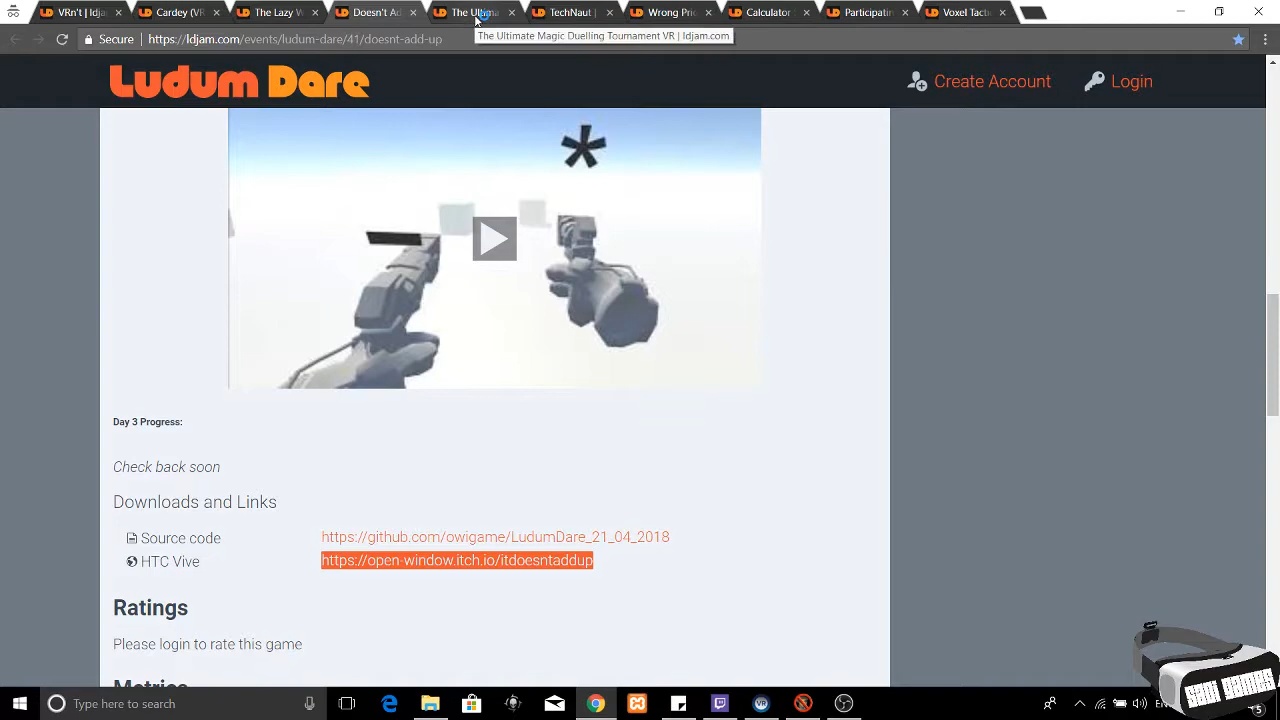 VRn't | ldjam
Cardey (VR
The Lazy W
Doesn't Ad
The Ultima
TechNaut |
Wrong Pric
Calculator
Participatin
Voxel Tactic
Secure
https://ldjam.com/events/ludum-dare/41/doesnt-add-up
The Ultimate Magic Duelling Tournament VR | ldjam.com
Ludum Dare
Create Account
Login
*
Day 3 Progress:
Check back soon
Downloads and Links
Source code
https://github.com/owigame/LudumDare_21_04_2018
HTC Vive
https://open-window.itch.io/itdoesntaddup
Ratings
Please login to rate this game
Metrics
Type here to search